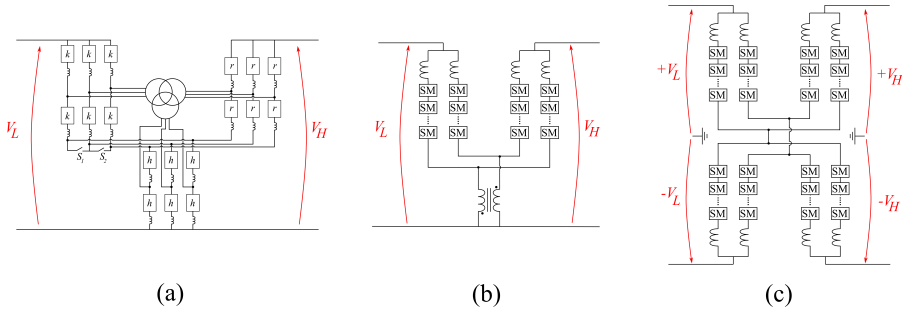 k k k
r r r
k k k
r r r
V_L
V_H
S_1 S_2
h h h
h h h
(a)
SM SM SM SM
SM SM SM SM
SM SM SM SM
V_L
V_H
(b)
SM SM SM SM
SM SM SM SM
SM SM SM SM
+V_L
+V_H
-V_L
-V_H
SM SM SM SM
SM SM SM SM
SM SM SM SM
(c)